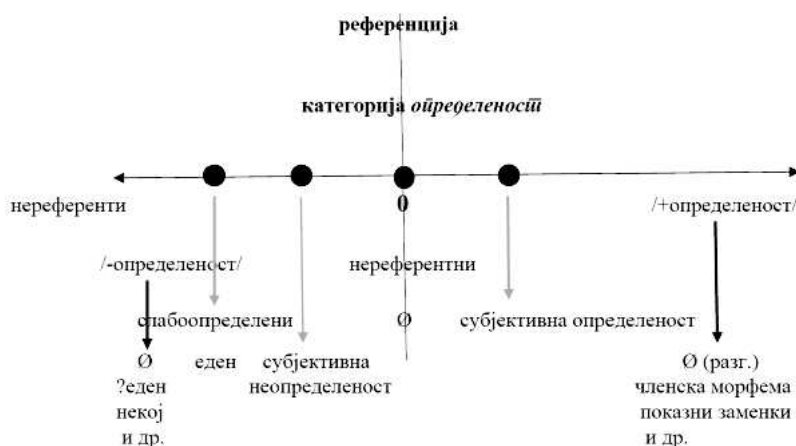 референција
категорија определеност
нереференти 0 /+определеност/
/-определеност/ нереферентни
слабоопределени Ø субјективна определеност
Ø еден субјективна Ø (разг.)
?еден неопределеност членска морфема
некој показни заменки
и др. и др.